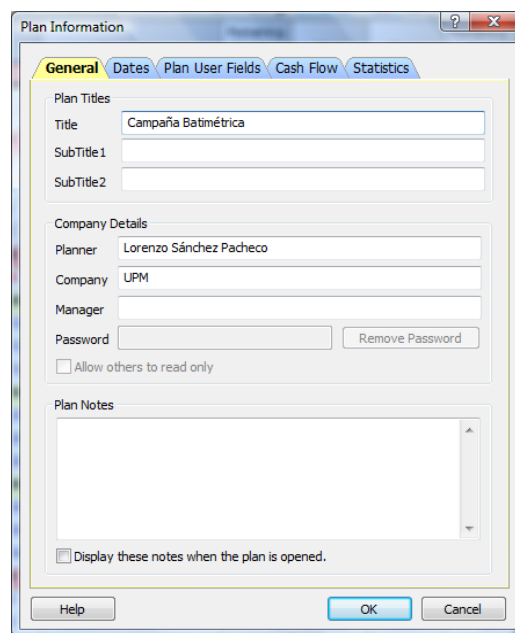 Plan Information
?
General Dates Plan User Fields Cash Flow Statistics
Plan Titles
Title Campaña Batimétrica
SubTitle1
SubTitle2
Company Details
Planner Lorenzo Sánchez Pacheco
Company UPM
Manager
Password Remove Password
Allow others to read only
Plan Notes
Display these notes when the plan is opened.
Help OK Cancel